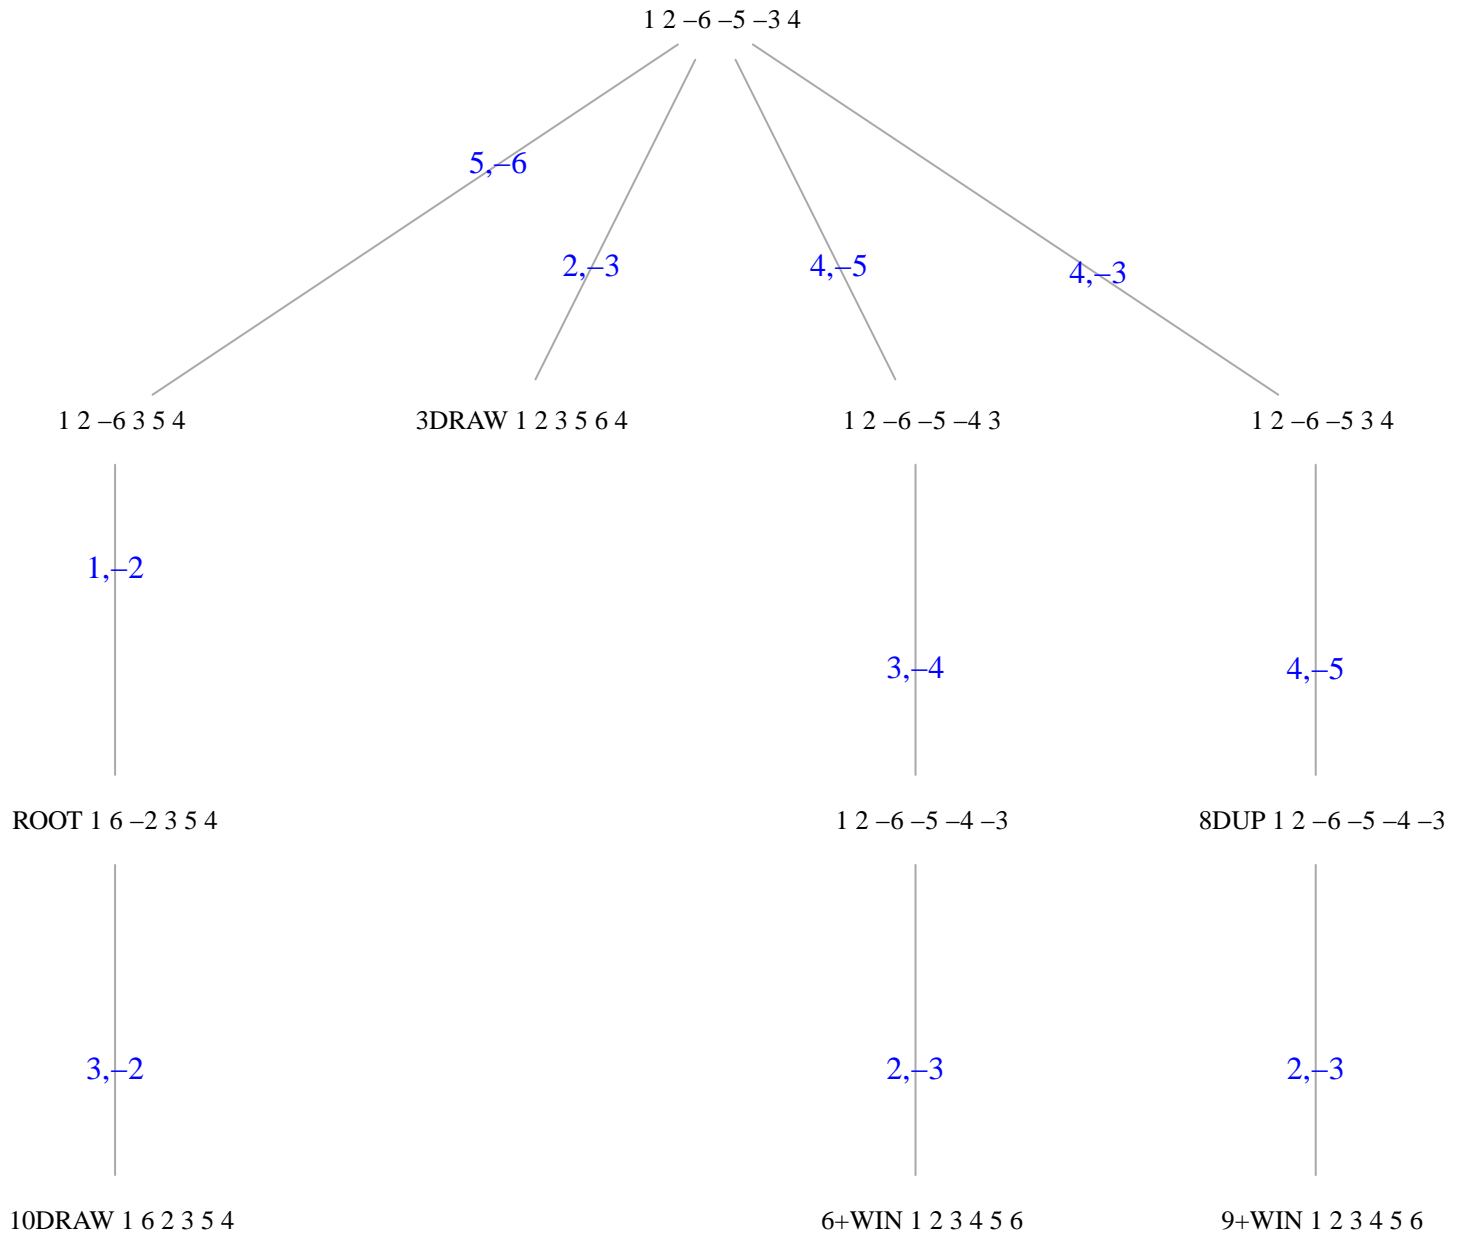 1 2 –6 –5 –3 4
5,–6
2,–3
4,–5
4,–3
1 2 –6 3 5 4
3DRAW 1 2 3 5 6 4
1 2 –6 –5 –4 3
1 2 –6 –5 3 4
1,–2
3,–4
4,–5
ROOT 1 6 –2 3 5 4
1 2 –6 –5 –4 –3
8DUP 1 2 –6 –5 –4 –3
3,–2
2,–3
2,–3
10DRAW 1 6 2 3 5 4
6+WIN 1 2 3 4 5 6
9+WIN 1 2 3 4 5 6